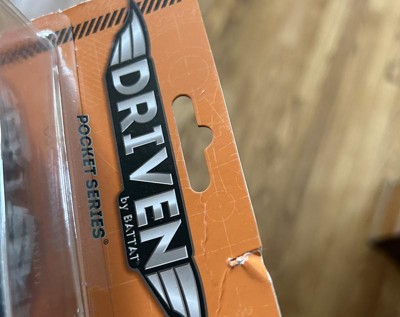 DRIVEN
by BATTAT
POCKET SERIES®